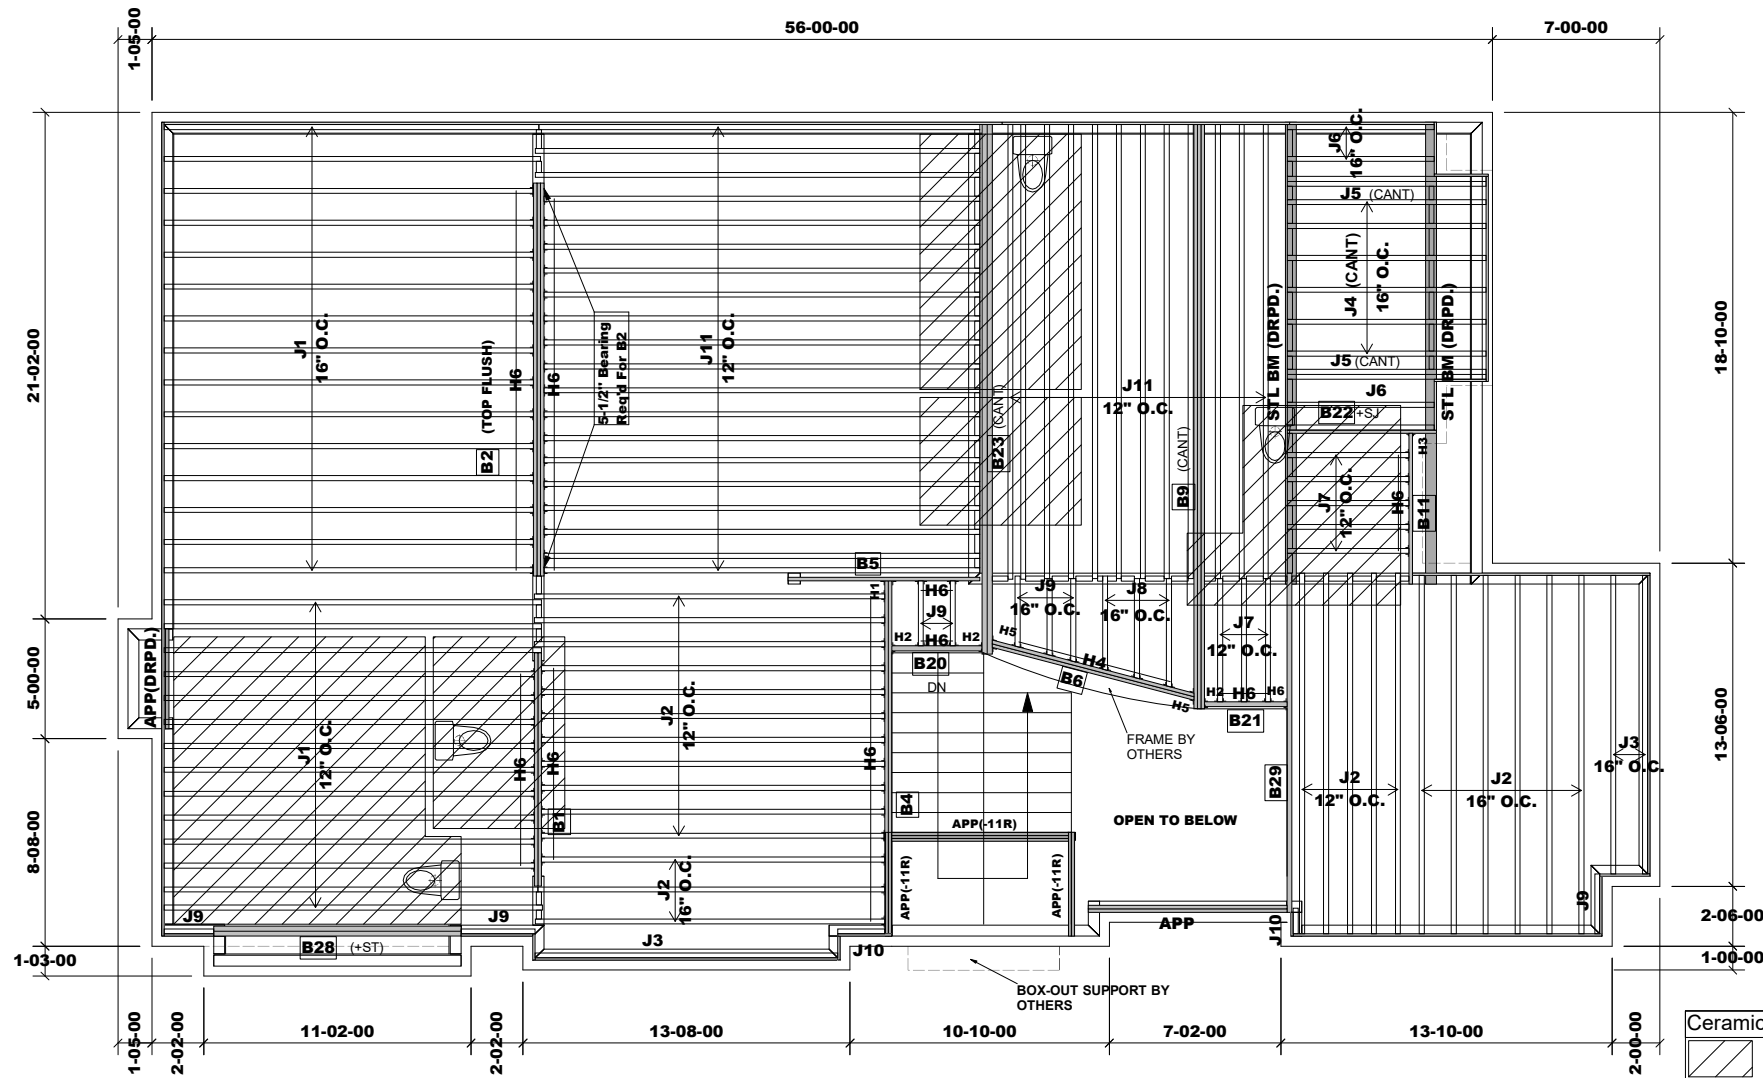 1-05-00
56-00-00
7-00-00
21-02-00
5-00-00
8-08-00
1-03-00
18-10-00
13-06-00
2-06-00
1-00-00
J1
16" O.C.
(TOP FLUSH)
B2
H6
H6
5-1/2" Bearing
Req'd For B2
J11
12" O.C.
B23 (CANT)
J11
12" O.C.
B9 (CANT)
STL BM (DRPD.)
J6
16" O.C.
J5 (CANT)
J4 (CANT)
16" O.C.
J5 (CANT)
J6
B22 +SJ
STL BM (DRPD.)
H3
J7
12" O.C.
H6
B11
B5
H1
H6
J9
H2
H6
H2
B20
DN
J9
16" O.C.
J8
16" O.C.
H5
H4
B6
H5
J7
12" O.C.
H2
H6
H6
B21
FRAME BY
OTHERS
APP(DRPD.)
J1
12" O.C.
H6
H6
B1
J2
12" O.C.
H6
B4
J2
16" O.C.
APP(-11R)
APP(-11R)
APP(-11R)
OPEN TO BELOW
B29
J2
12" O.C.
J2
16" O.C.
J3
16" O.C.
J9
J9
J9
B28 (+ST)
J3
J10
APP
J10
BOX-OUT SUPPORT BY
OTHERS
1-05-00
2-02-00
11-02-00
2-02-00
13-08-00
10-10-00
7-02-00
13-10-00
2-00-00
Ceramic